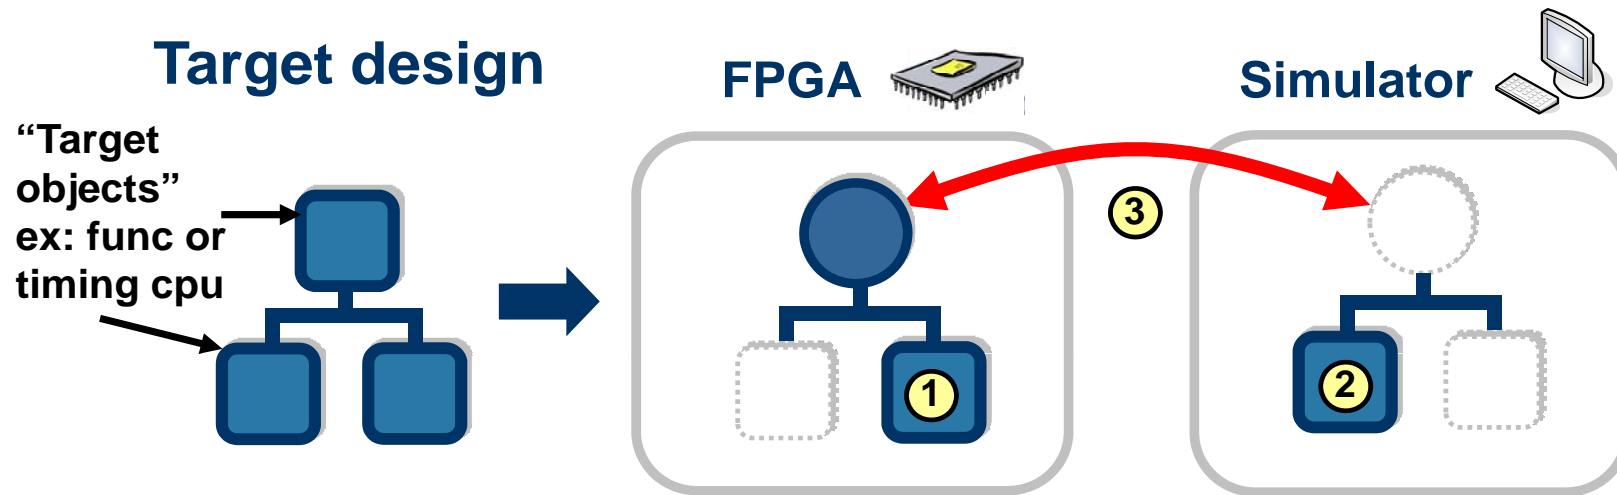 Target design
FPGA
Simulator
“Target
objects”
ex: func or
timing cpu
3
1
2